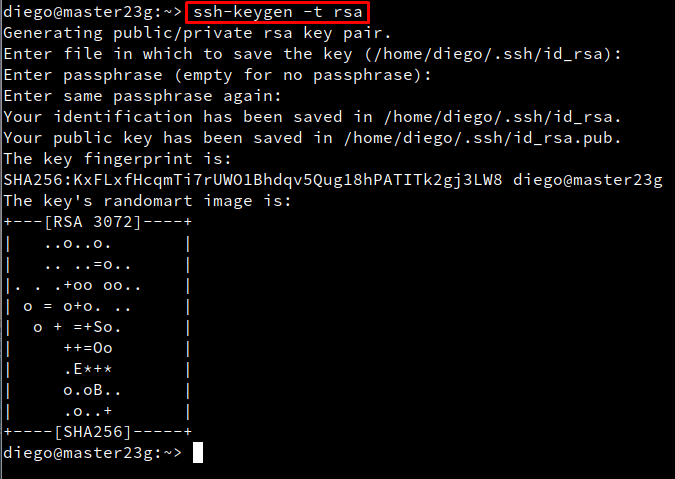 diego@master23g:~> ssh-keygen -t rsa
Generating public/private rsa key pair.
Enter file in which to save the key (/home/diego/.ssh/id_rsa):
Enter passphrase (empty for no passphrase):
Enter same passphrase again:
Your identification has been saved in /home/diego/.ssh/id_rsa.
Your public key has been saved in /home/diego/.ssh/id_rsa.pub.
The key fingerprint is:
SHA256:KxFLxfHcqmTi7rUWO1Bhdqv5Qug18hPATITk2gj3LW8 diego@master23g
The key's randomart image is:
+---[RSA 3072]----+
|   ..o..o.       |
|   .. ..=o..     |
|. . .+oo oo..    |
| o = o+o. ..     |
|  o + =+So.      |
|     ++=Oo       |
|     .E*+*       |
|     o.oB..      |
|     .o..+       |
+----[SHA256]-----+
diego@master23g:~>